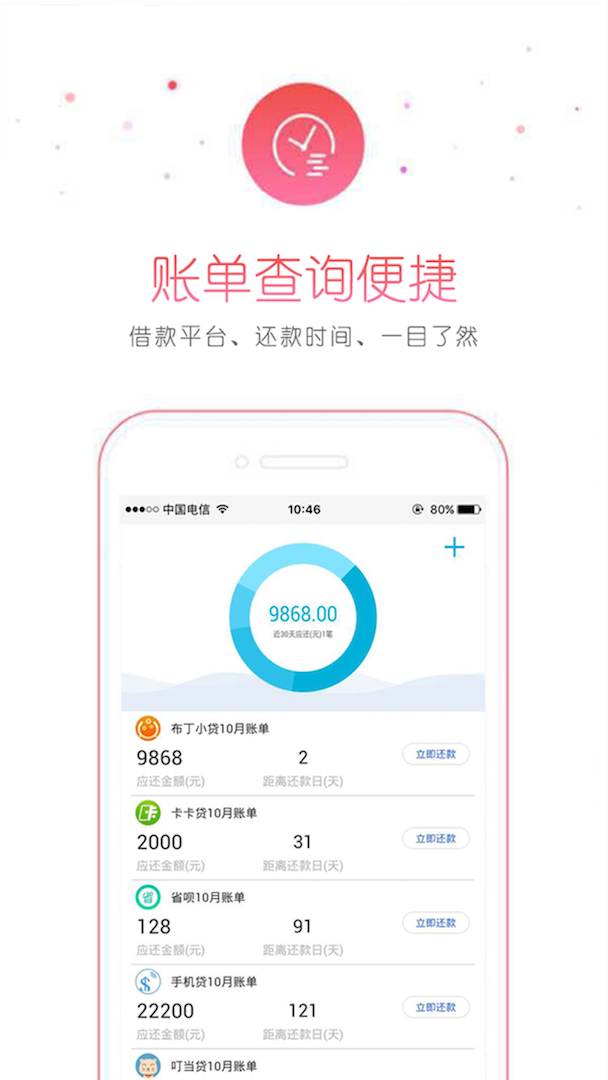 账单查询便捷
借款平台、还款时间、一目了然
中国电信 10:46 80%
+
9868.00
近30天应还(元)1笔
布丁小贷10月账单
9868 2 立即还款
应还金额(元) 距离还款日(天)
卡卡贷10月账单
2000 31 立即还款
应还金额(元) 距离还款日(天)
省
省呗10月账单
128 91 立即还款
应还金额(元) 距离还款日(天)
手机贷10月账单
22200 121 立即还款
应还金额(元) 距离还款日(天)
叮当贷10月账单